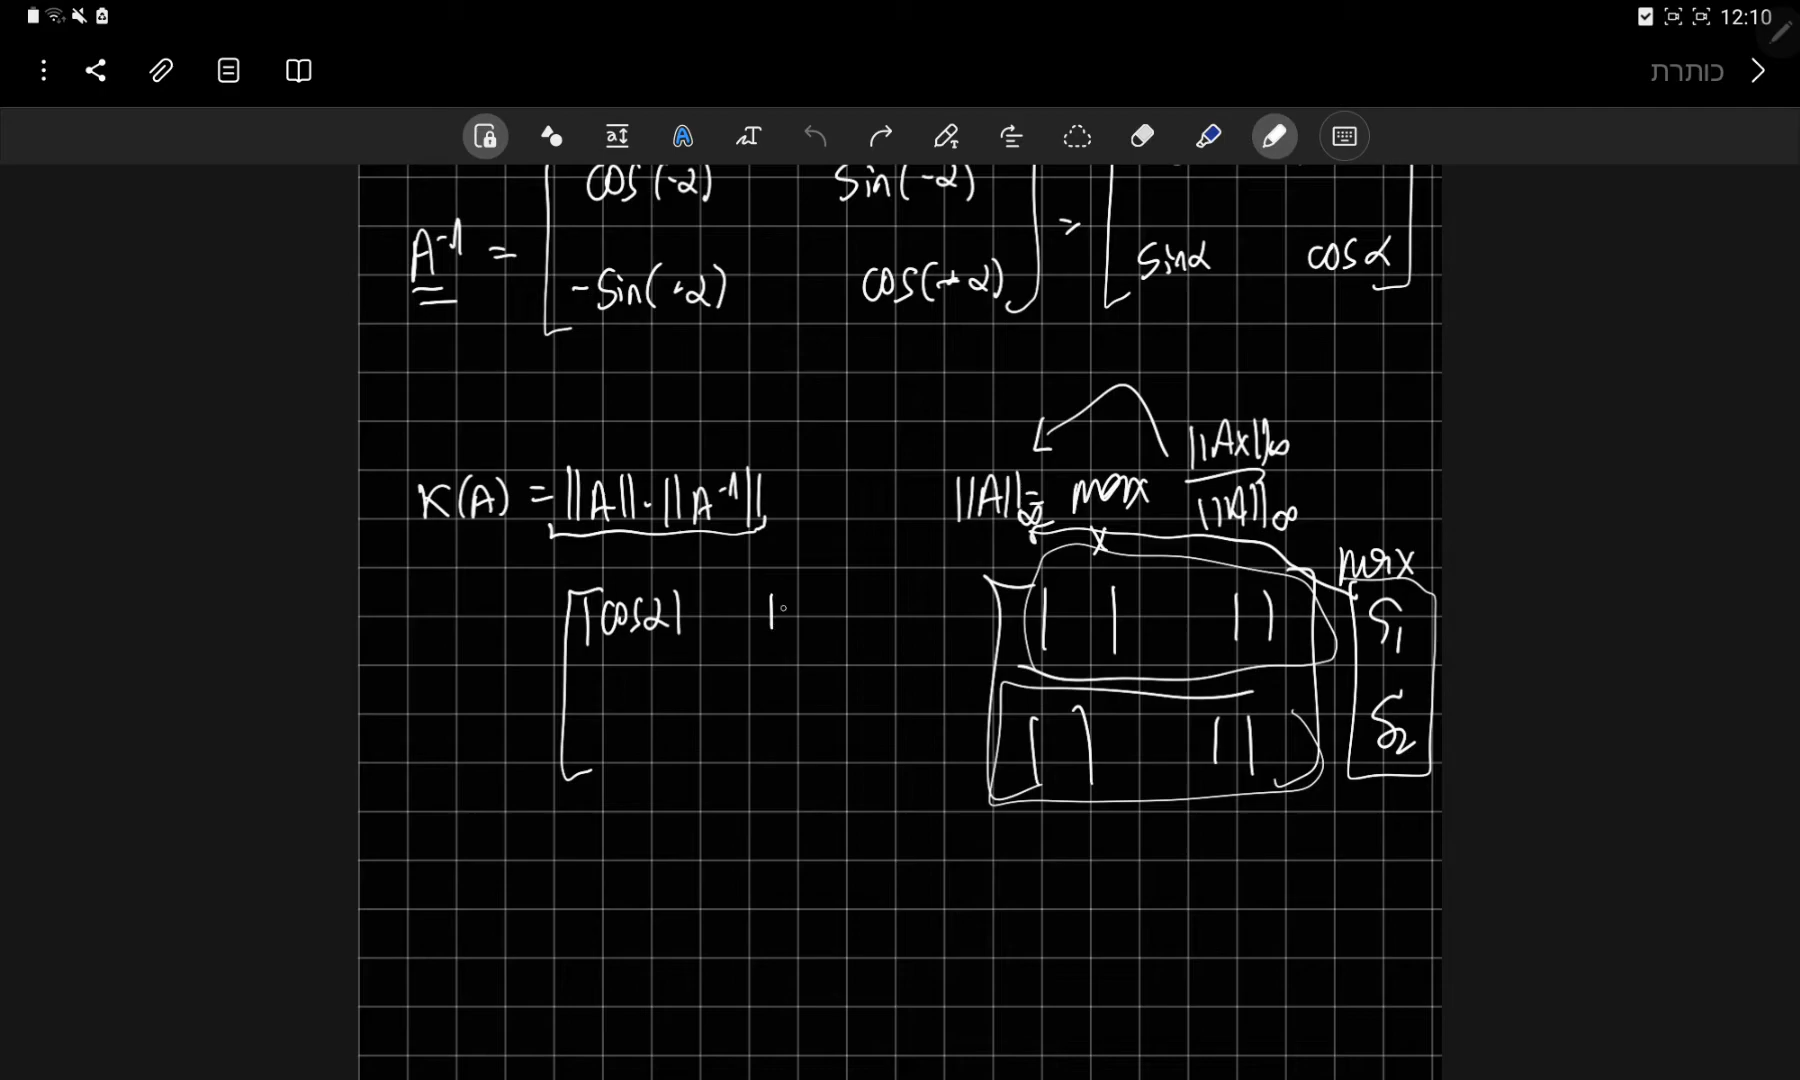 12:10
כותרת
cos(-α) sin(-α)
A⁻¹ = -sin(-α) cos(-α) = sinα cosα
K(A) = ||A|| · ||A⁻¹||
||A||∞ = max x ||Ax||∞ / ||A||∞
max
|cosα| |
| | | | S₁
| | | | S₂